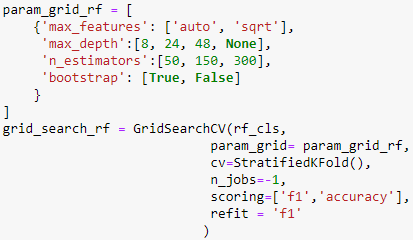 param_grid_rf = [
    {'max_features': ['auto', 'sqrt'],
     'max_depth':[8, 24, 48, None],
     'n_estimators':[50, 150, 300],
     'bootstrap': [True, False]
    }
]
grid_search_rf = GridSearchCV(rf_cls,
                              param_grid= param_grid_rf,
                              cv=StratifiedKFold(),
                              n_jobs=-1,
                              scoring=['f1','accuracy'],
                              refit = 'f1'
                             )